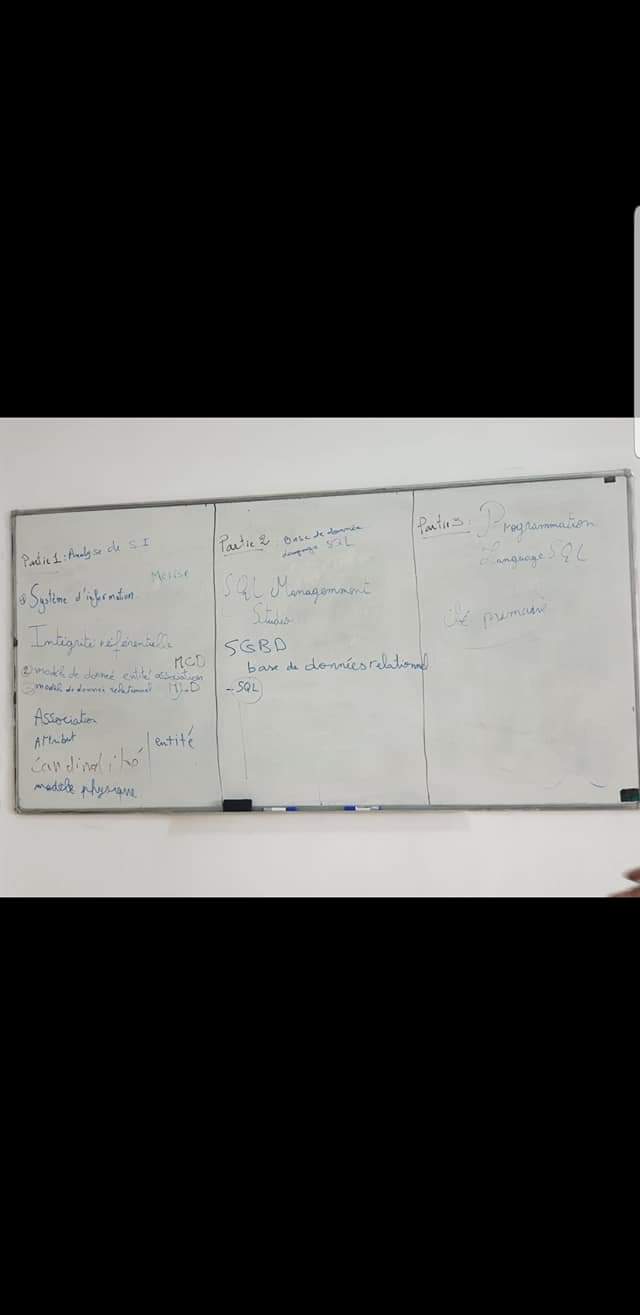 Partie 1 : Analyse de S I
Merise
Système d'information
Intégrité référentielle
MCD
② modèle de donné entité association
③ modèle de donnée relationnel MLD
Association
Attribut
entité
Cardinalité
modèle physique
Partie 2 Base de donnée
langage SQL
SQL Managemment
Studio
SGBD
base de données relationnel
- SQL
Partie 3 : Programmation
Language SQL
clé primaire